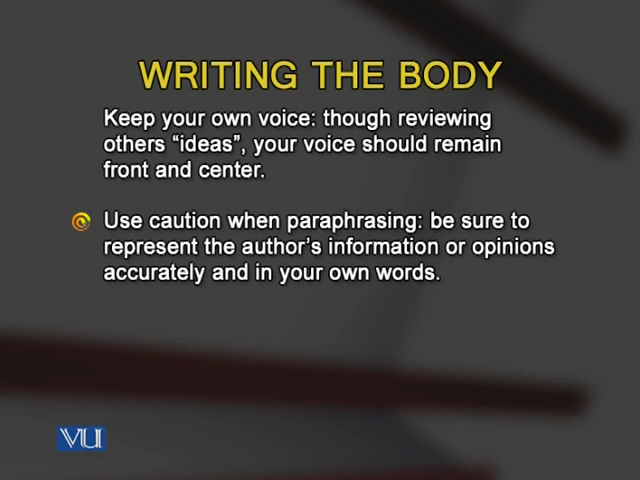 WRITING THE BODY
Keep your own voice: though reviewing
others “ideas”, your voice should remain
front and center.
Use caution when paraphrasing: be sure to
represent the author’s information or opinions
accurately and in your own words.
VU